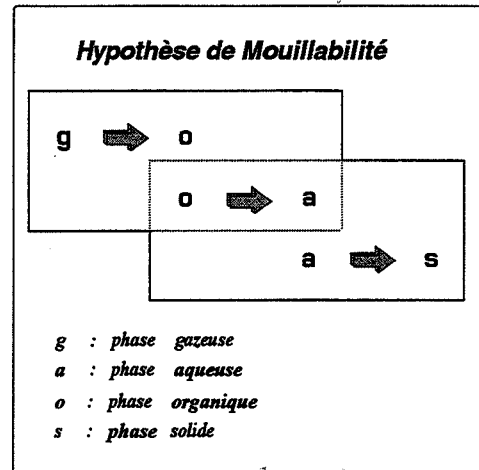 Hypothèse de Mouillabilité
g o
o a
a s
g : phase gazeuse
a : phase aqueuse
o : phase organique
s : phase solide